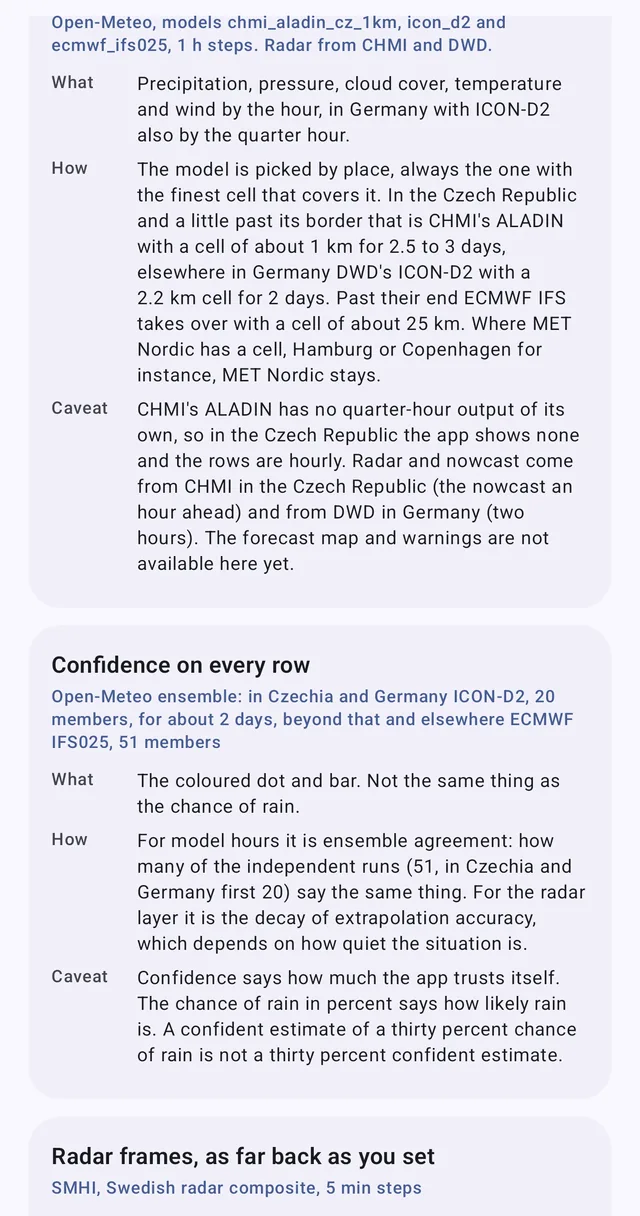 Open-Meteo, models chmi_aladin_cz_1km, icon_d2 and
ecmwf_ifs025, 1 h steps. Radar from CHMI and DWD.
What
Precipitation, pressure, cloud cover, temperature
and wind by the hour, in Germany with ICON-D2
also by the quarter hour.
How
The model is picked by place, always the one with
the finest cell that covers it. In the Czech Republic
and a little past its border that is CHMI's ALADIN
with a cell of about 1 km for 2.5 to 3 days,
elsewhere in Germany DWD's ICON-D2 with a
2.2 km cell for 2 days. Past their end ECMWF IFS
takes over with a cell of about 25 km. Where MET
Nordic has a cell, Hamburg or Copenhagen for
instance, MET Nordic stays.
Caveat
CHMI's ALADIN has no quarter-hour output of its
own, so in the Czech Republic the app shows none
and the rows are hourly. Radar and nowcast come
from CHMI in the Czech Republic (the nowcast an
hour ahead) and from DWD in Germany (two
hours). The forecast map and warnings are not
available here yet.
Confidence on every row
Open-Meteo ensemble: in Czechia and Germany ICON-D2, 20
members, for about 2 days, beyond that and elsewhere ECMWF
IFS025, 51 members
What
The coloured dot and bar. Not the same thing as
the chance of rain.
How
For model hours it is ensemble agreement: how
many of the independent runs (51, in Czechia and
Germany first 20) say the same thing. For the radar
layer it is the decay of extrapolation accuracy,
which depends on how quiet the situation is.
Caveat
Confidence says how much the app trusts itself.
The chance of rain in percent says how likely rain
is. A confident estimate of a thirty percent chance
of rain is not a thirty percent confident estimate.
Radar frames, as far back as you set
SMHI, Swedish radar composite, 5 min steps